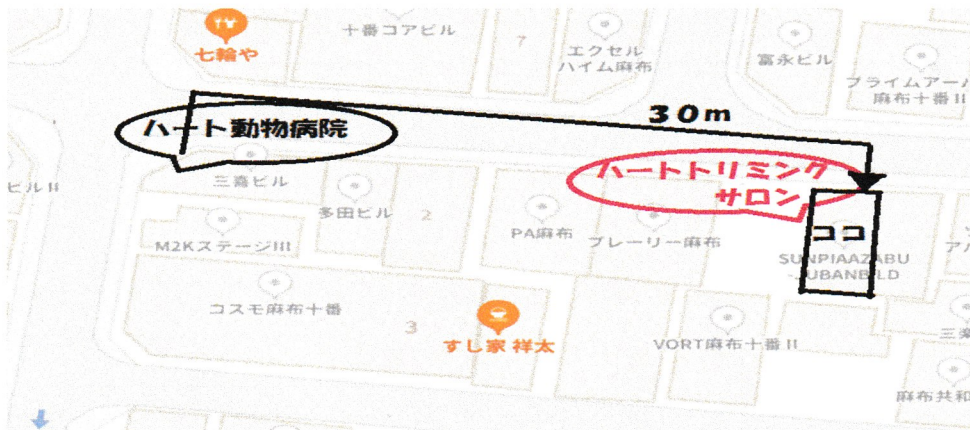 七輪や
十番コアビル
7
エクセル
ハイム麻布
富永ビル
プライムアール
麻布十番II
30m
ハート動物病院
ハートトリミング
サロン
ビルII
三喜ビル
多田ビル
2
PA麻布
プレーリー麻布
ココ
SUNPIAAZABU
-JUBANBILD
M2KステージIII
コスモ麻布十番
3
すし家 祥太
VORT麻布十番II
麻布共和